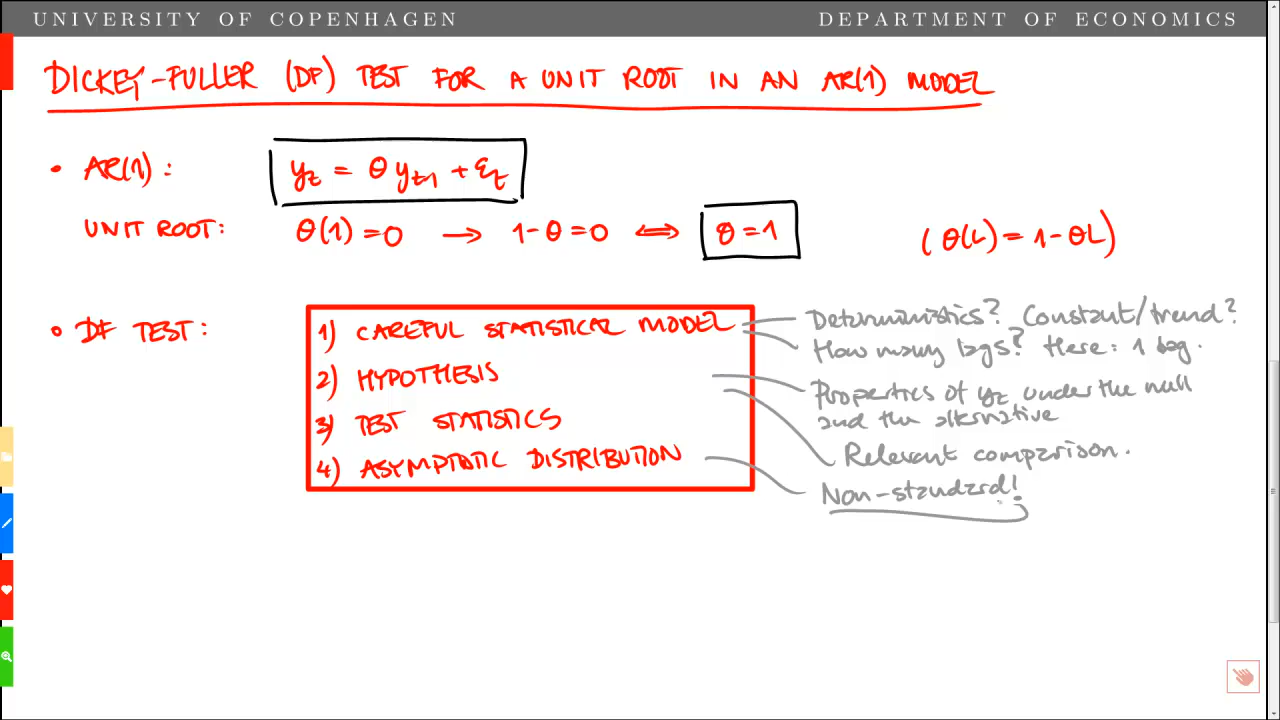 UNIVERSITY OF COPENHAGEN DEPARTMENT OF ECONOMICS
DICKEY-FULLER (DF) TEST FOR A UNIT ROOT IN AN AR(1) MODEL
• AR(1): y_t = θ y_{t-1} + ε_t
UNIT ROOT: θ(1) = 0 → 1-θ = 0 ⟺ θ = 1 (θ(L) = 1-θL)
• DF TEST:
1) CAREFUL STATISTICAL MODEL
2) HYPOTHESIS
3) TEST STATISTICS
4) ASYMPTOTIC DISTRIBUTION
Deterministics? Constant/trend?
How many lags? Here: 1 lag.
Properties of y_t under the null
and the alternative
Relevant comparison.
Non-standard!